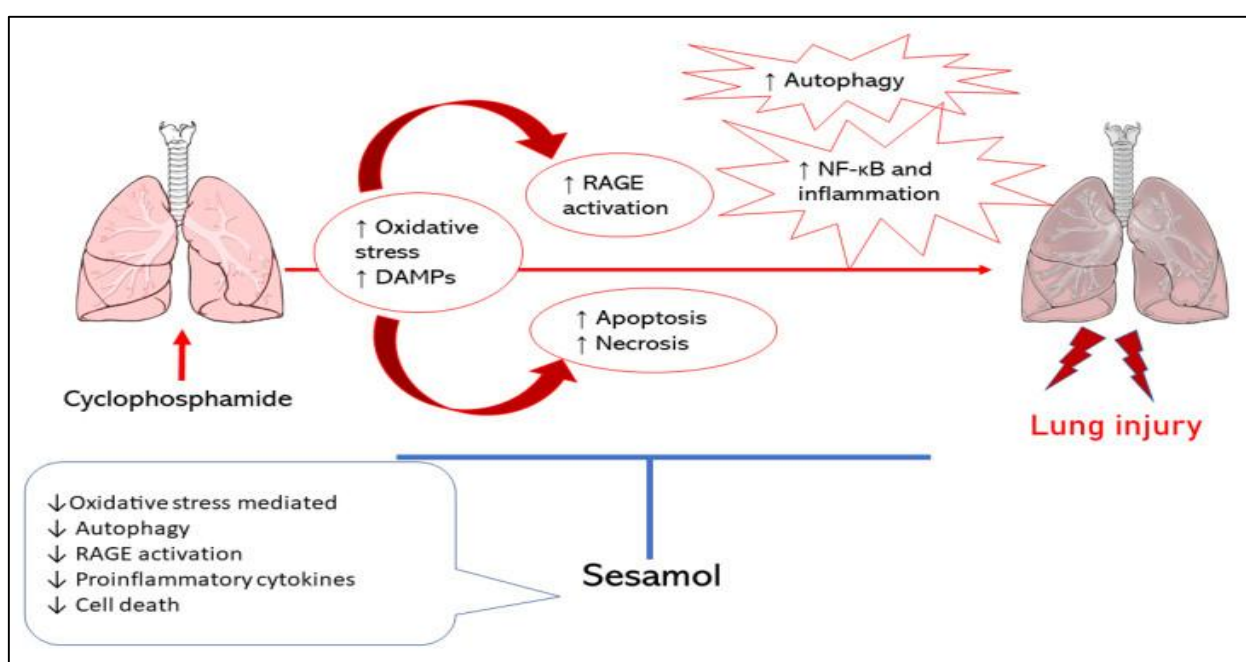 ↑ Autophagy
↑ NF-κB and
inflammation
↑ RAGE
activation
↑ Oxidative
stress
↑ DAMPs
↑ Apoptosis
↑ Necrosis
Cyclophosphamide
Lung injury
↓Oxidative stress mediated
↓ Autophagy
↓ RAGE activation
↓ Proinflammatory cytokines
↓ Cell death
Sesamol